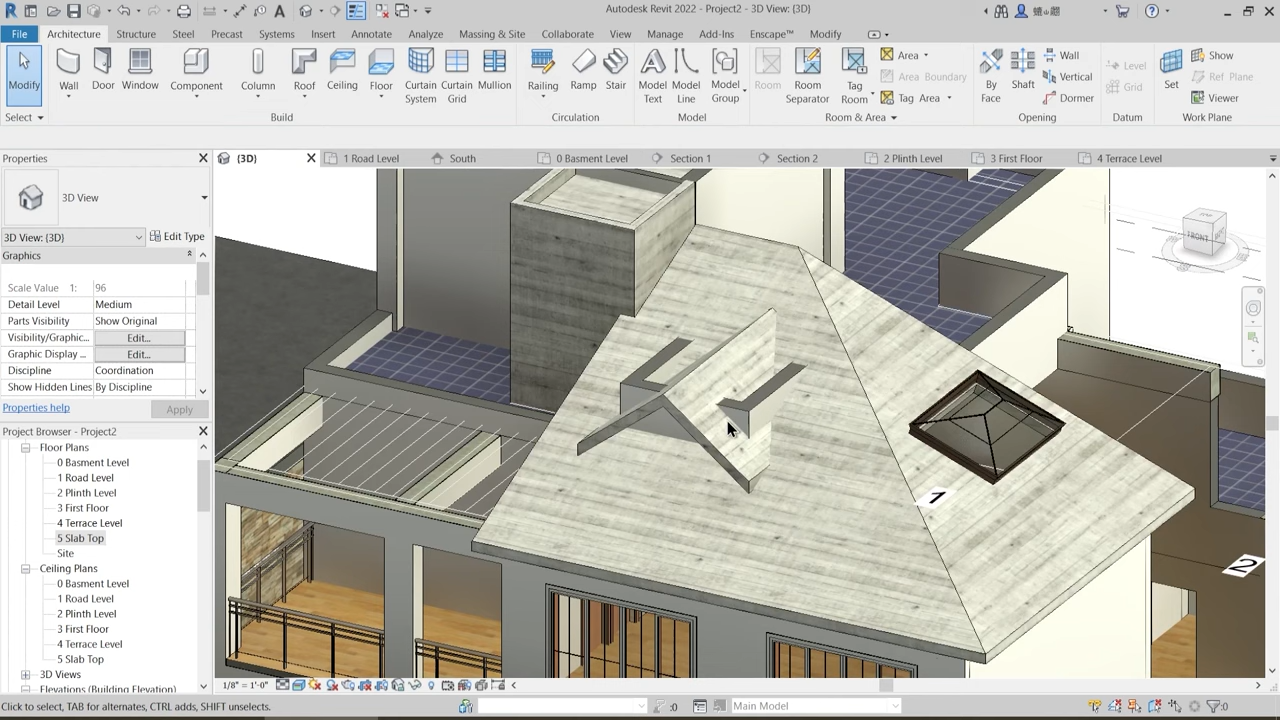 Autodesk Revit 2022 - Project2 - 3D View: {3D}
File Architecture Structure Steel Precast Systems Insert Annotate Analyze Massing & Site Collaborate View Manage Add-Ins Enscape™ Modify
Modify Wall Door Window Component Column Roof Ceiling Floor Curtain System Curtain Grid Mullion Railing Ramp Stair Model Text Model Line Model Group Room Room Separator Tag Room Area Area Boundary Tag Area By Face Shaft Wall Vertical Dormer Level Grid Set Show Ref Plane Viewer
Select Build Circulation Model Room & Area Opening Datum Work Plane
Properties
{3D} 1 Road Level South 0 Basment Level Section 1 Section 2 2 Plinth Level 3 First Floor 4 Terrace Level
3D View
3D View: {3D} Edit Type
Graphics
Scale Value 1: 96
Detail Level Medium
Parts Visibility Show Original
Visibility/Graphic... Edit...
Graphic Display ... Edit...
Discipline Coordination
Show Hidden Lines By Discipline
Properties help Apply
Project Browser - Project2
Floor Plans
0 Basment Level
1 Road Level
2 Plinth Level
3 First Floor
4 Terrace Level
5 Slab Top
Site
Ceiling Plans
0 Basment Level
1 Road Level
2 Plinth Level
3 First Floor
4 Terrace Level
5 Slab Top
3D Views
Elevations (Building Elevation)
FRONT
1
2
1/8" = 1'-0"
Click to select, TAB for alternates, CTRL adds, SHIFT unselects. :0 Main Model :0